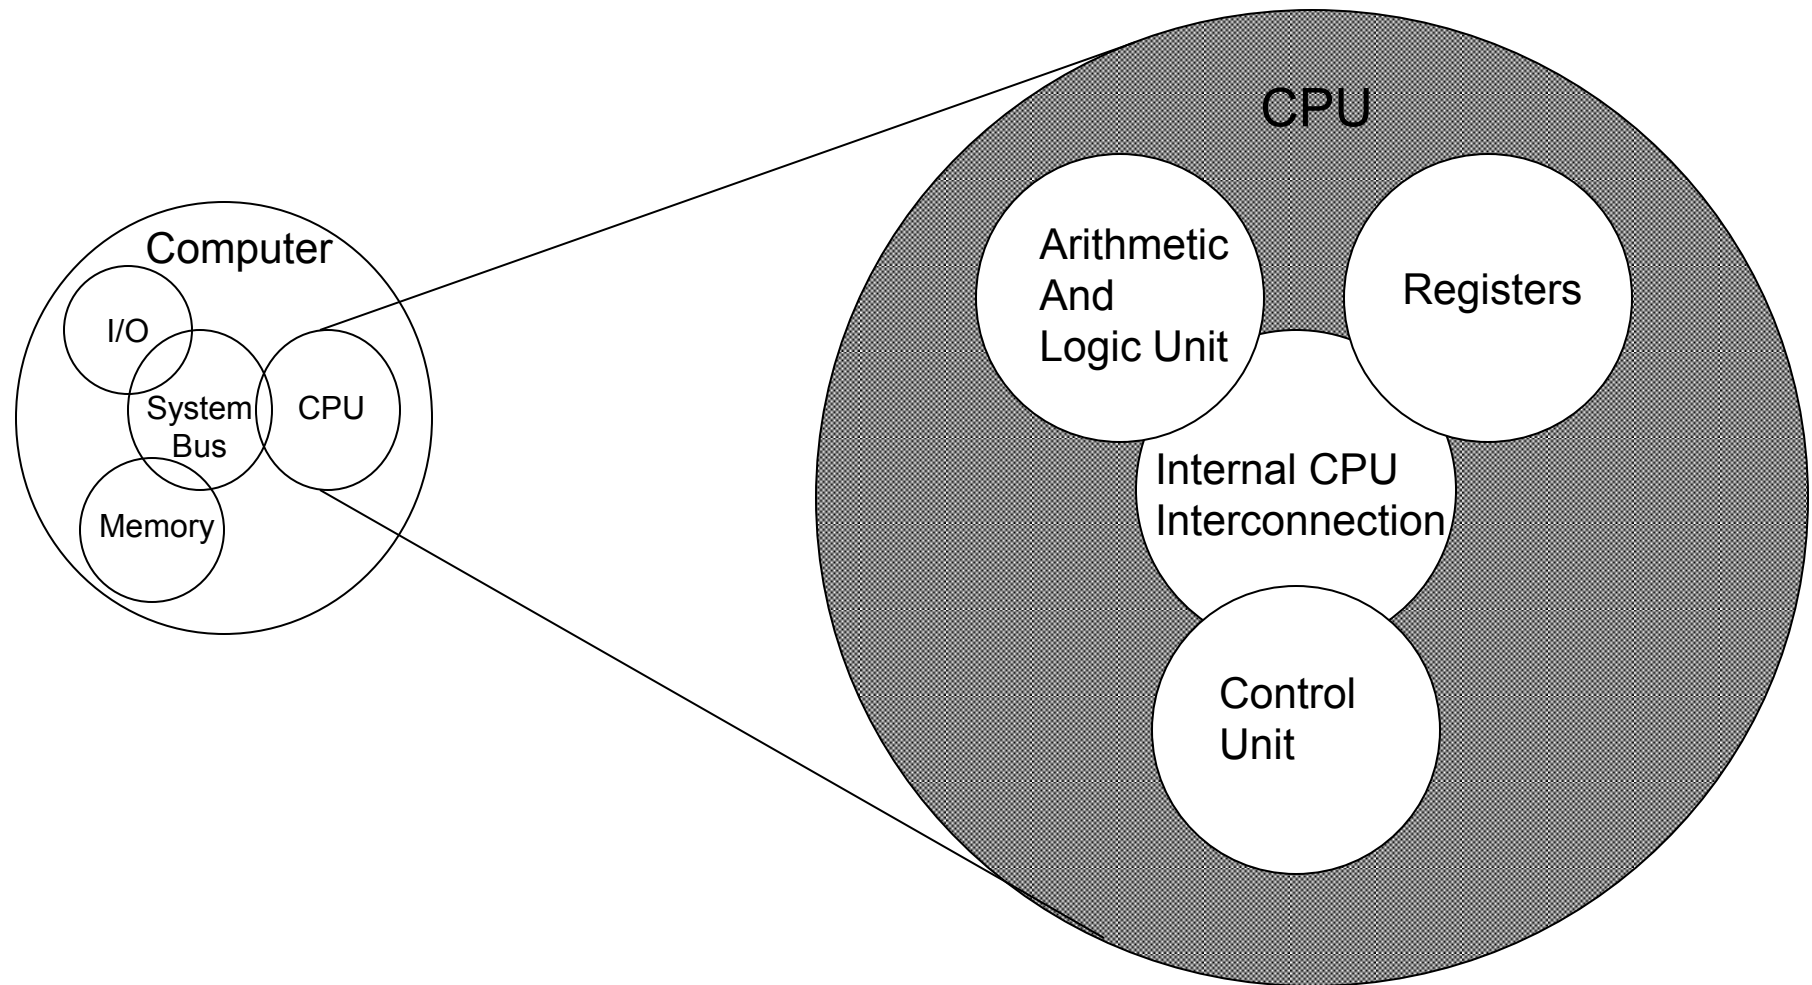 Computer
I/O
System
Bus
CPU
Memory
CPU
Arithmetic
And
Logic Unit
Registers
Internal CPU
Interconnection
Control
Unit